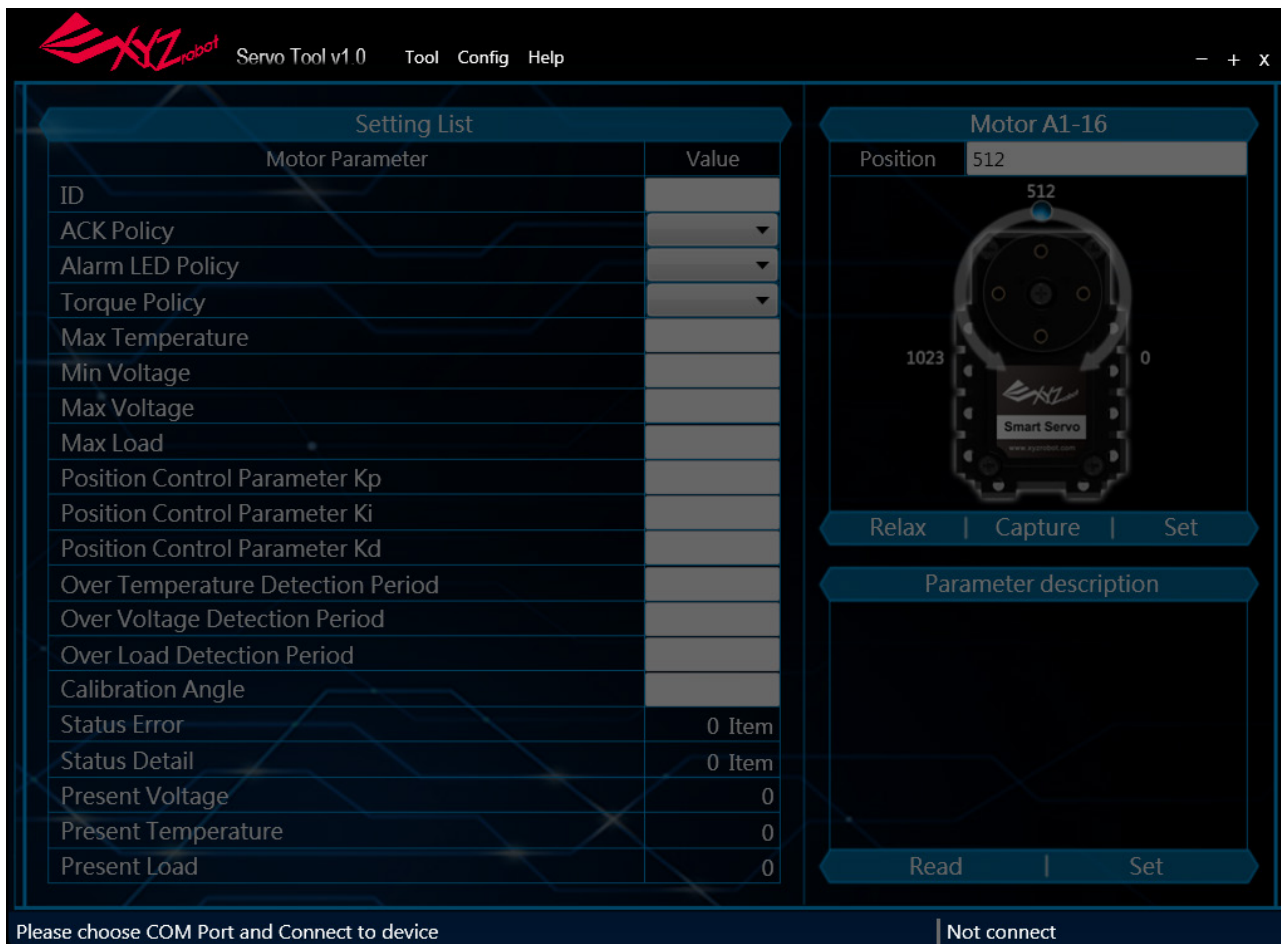 XYZrobot Servo Tool v1.0 Tool Config Help - + x
Setting List
Motor Parameter Value
ID
ACK Policy
Alarm LED Policy
Torque Policy
Max Temperature
Min Voltage
Max Voltage
Max Load
Position Control Parameter Kp
Position Control Parameter Ki
Position Control Parameter Kd
Over Temperature Detection Period
Over Voltage Detection Period
Over Load Detection Period
Calibration Angle
Status Error 0 Item
Status Detail 0 Item
Present Voltage 0
Present Temperature 0
Present Load 0
Motor A1-16
Position 512
512
1023 0
XYZrobot
Smart Servo
www.xyzrobot.com
Relax | Capture | Set
Parameter description
Read | Set
Please choose COM Port and Connect to device Not connect